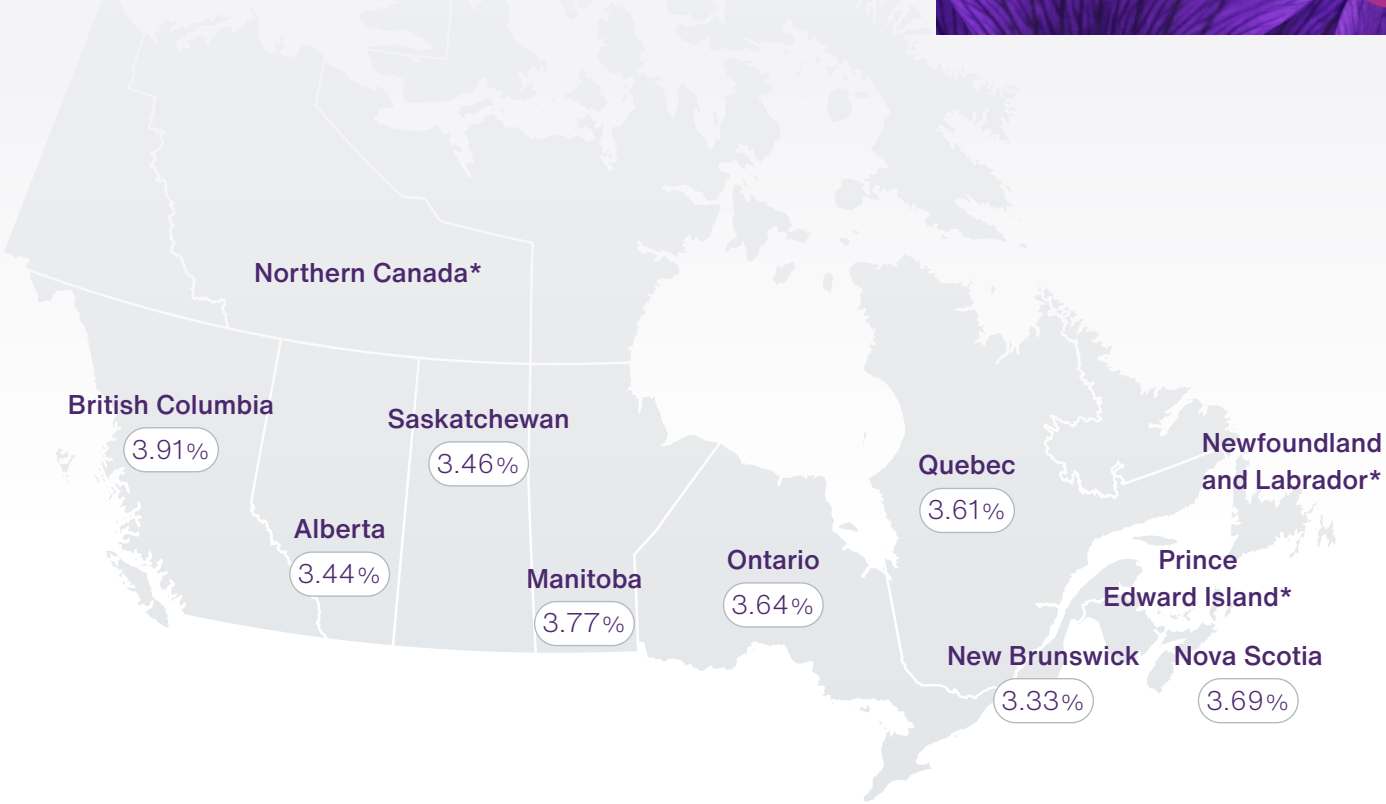 Northern Canada*
British Columbia
3.91%
Saskatchewan
3.46%
Alberta
3.44%
Manitoba
3.77%
Ontario
3.64%
Quebec
3.61%
Newfoundland
and Labrador*
Prince
Edward Island*
New Brunswick
3.33%
Nova Scotia
3.69%